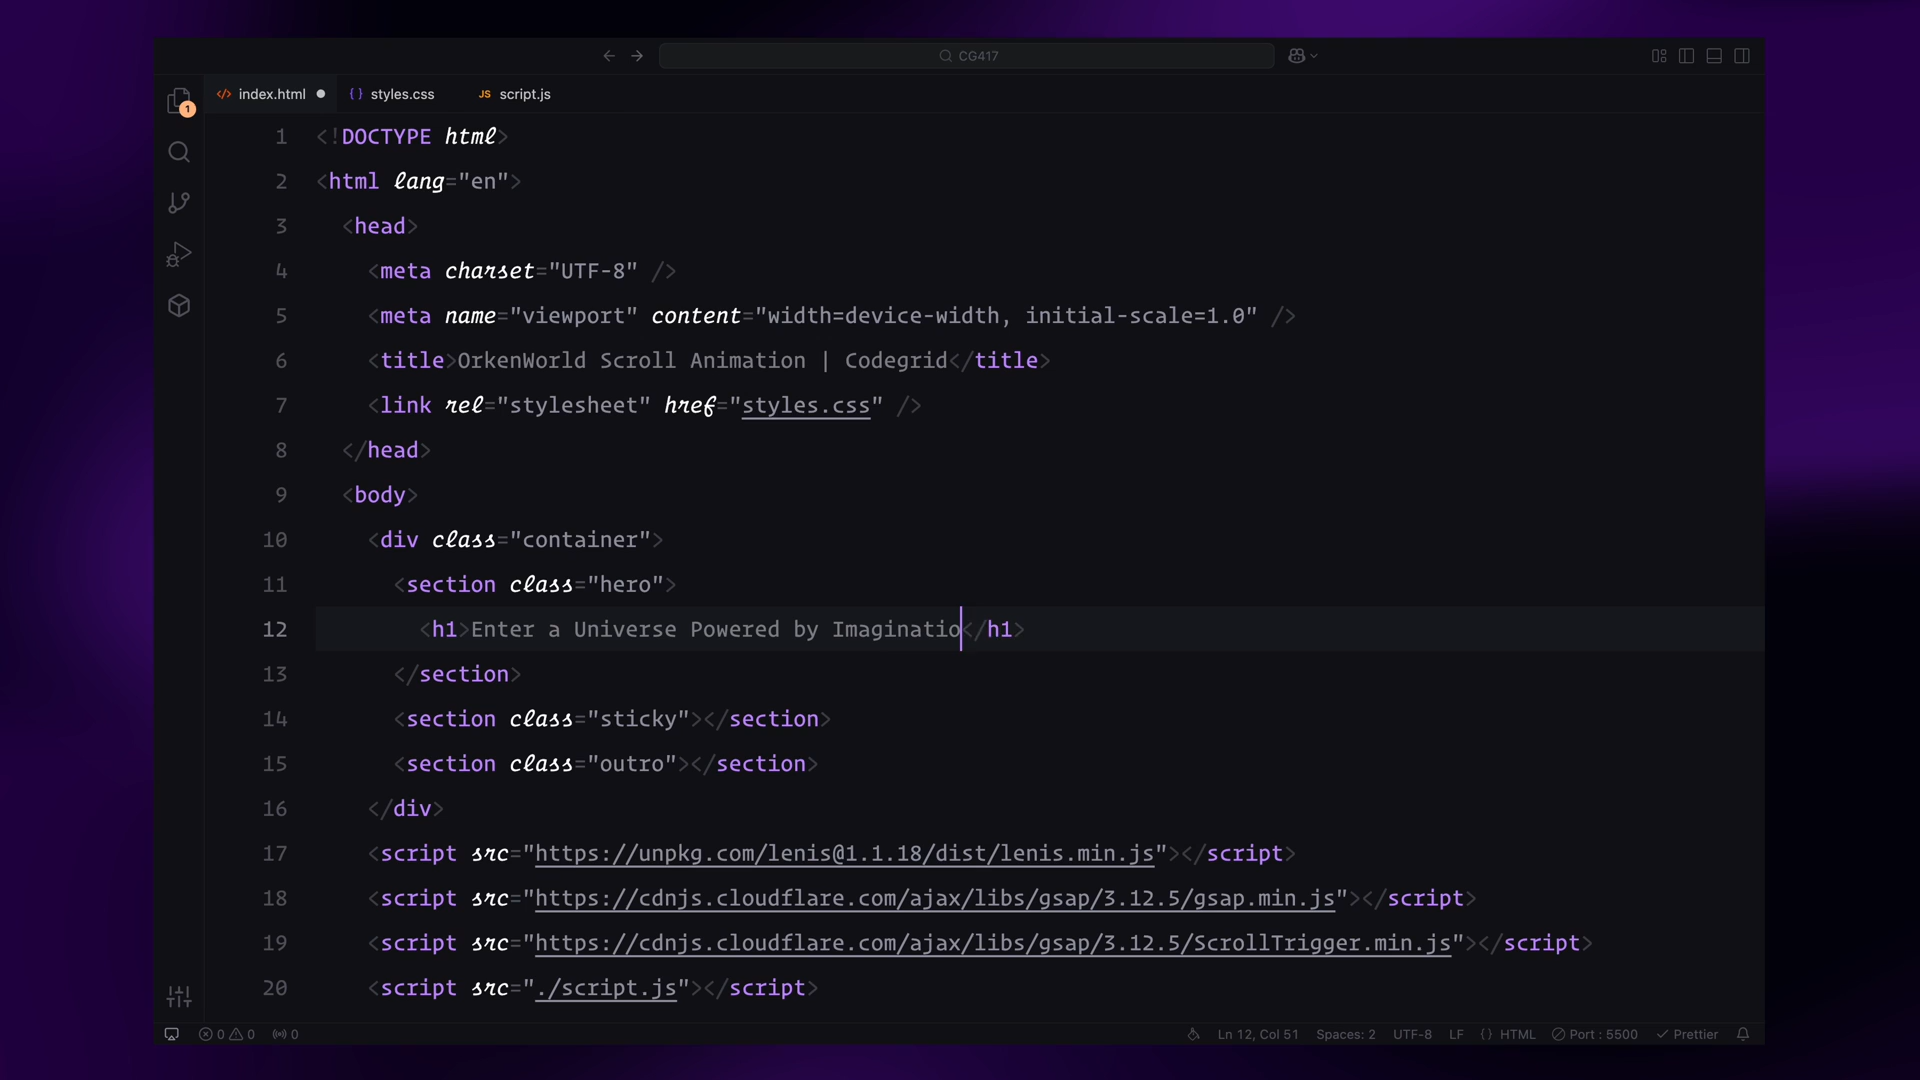 CG417
index.html
styles.css
JS script.js
1
1 <!DOCTYPE html>
2 <html lang="en">
3 <head>
4 <meta charset="UTF-8" />
5 <meta name="viewport" content="width=device-width, initial-scale=1.0" />
6 <title>OrkenWorld Scroll Animation | Codegrid</title>
7 <link rel="stylesheet" href="styles.css" />
8 </head>
9 <body>
10 <div class="container">
11 <section class="hero">
12 <h1>Enter a Universe Powered by Imaginatio</h1>
13 </section>
14 <section class="sticky"></section>
15 <section class="outro"></section>
16 </div>
17 <script src="https://unpkg.com/lenis@1.1.18/dist/lenis.min.js"></script>
18 <script src="https://cdnjs.cloudflare.com/ajax/libs/gsap/3.12.5/gsap.min.js"></script>
19 <script src="https://cdnjs.cloudflare.com/ajax/libs/gsap/3.12.5/ScrollTrigger.min.js"></script>
20 <script src="./script.js"></script>
0 0 0 Ln 12, Col 51 Spaces: 2 UTF-8 LF {} HTML Port : 5500 Prettier